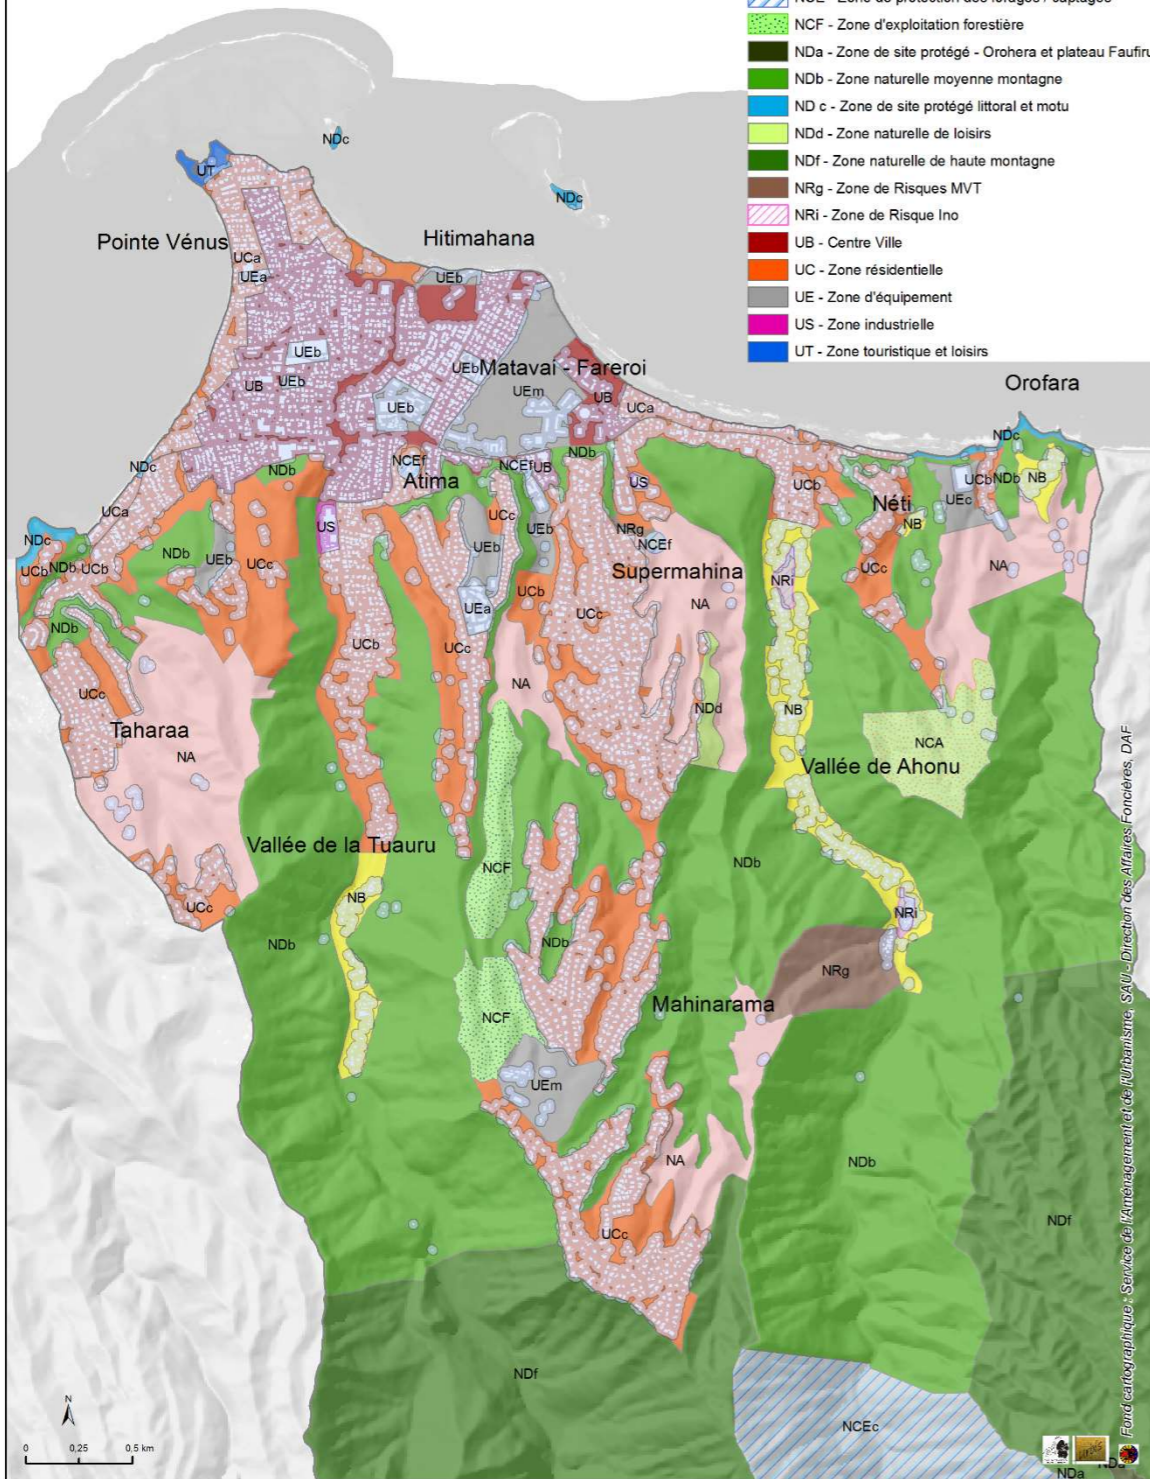 NCF - Zone d'exploitation forestière
NDa - Zone de site protégé - Orohera et plateau Faufiru
NDb - Zone naturelle moyenne montagne
ND c - Zone de site protégé littoral et motu
NDd - Zone naturelle de loisirs
NDf - Zone naturelle de haute montagne
NRg - Zone de Risques MVT
NRi - Zone de Risque Ino
UB - Centre Ville
UC - Zone résidentielle
UE - Zone d'équipement
US - Zone industrielle
UT - Zone touristique et loisirs
NDc
UT
NDc
Pointe Vénus
Hitimahana
UCa
UEa
UEb
UEb
UEb
Matavai - Fareroi
Orofara
UB
UEb
UEm
UB
UEb
UCa
NDc
NDb
NDc
NDb
NCEf
Atima
NCEf
UB
UCb
US
UCb
NDb
NB
UEc
Néti
UCa
US
UCc
UEb
NB
NDc
NDb
UEb
UCc
UEb
NRg
NCEf
UCb
NDb
UCb
Supermahina
NRi
UCc
NA
UCb
UEa
UCc
NA
NDb
UCb
UCc
NA
UCc
NDd
NB
Taharaa
NA
NCA
Vallée de Ahonu
Vallée de la Tuauru
NDb
NCF
NB
UCc
NRi
NDb
NDb
NRg
Mahinarama
NCF
UEm
NA
NDb
NDf
UCc
NDf
NCEc
NDa
N
0 0,25 0,5 km
Fond cartographique : Service de l'Aménagement et de l'Urbanisme, SAU - Direction des Affaires Foncières, DAF